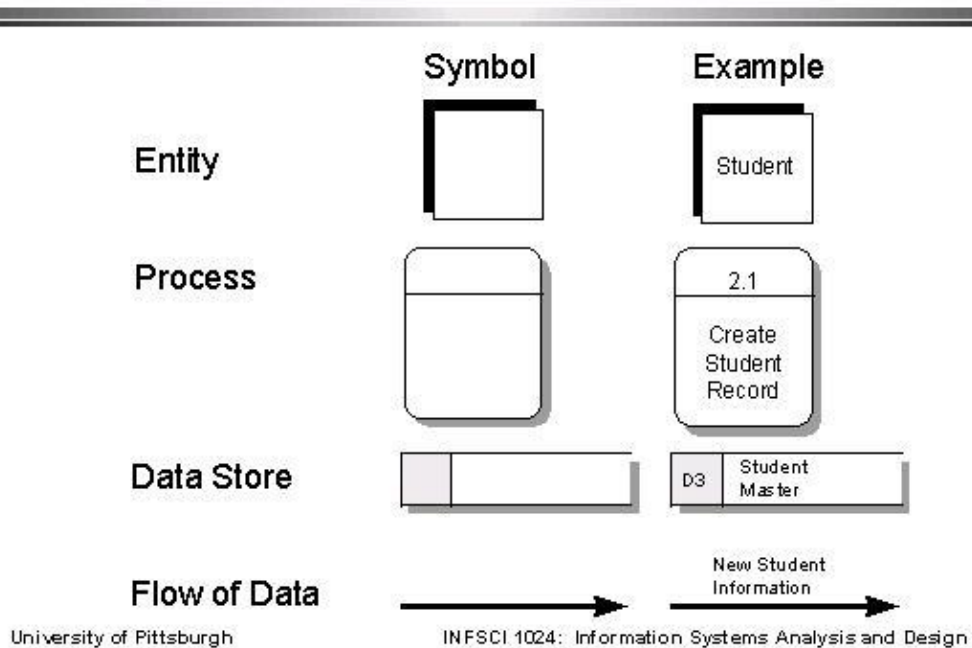 Symbol
Example
Entity
Student
Process
2.1
Create
Student
Record
Data Store
D3
Student
Master
Flow of Data
New Student
Information
University of Pittsburgh
INFSCI 1024: Information Systems Analysis and Design